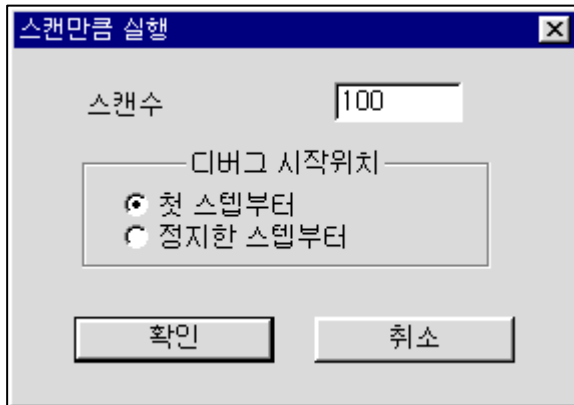 스캔만큼 실행
스캔수 100
디버그 시작위치
첫 스텝부터
정지한 스텝부터
확인 취소